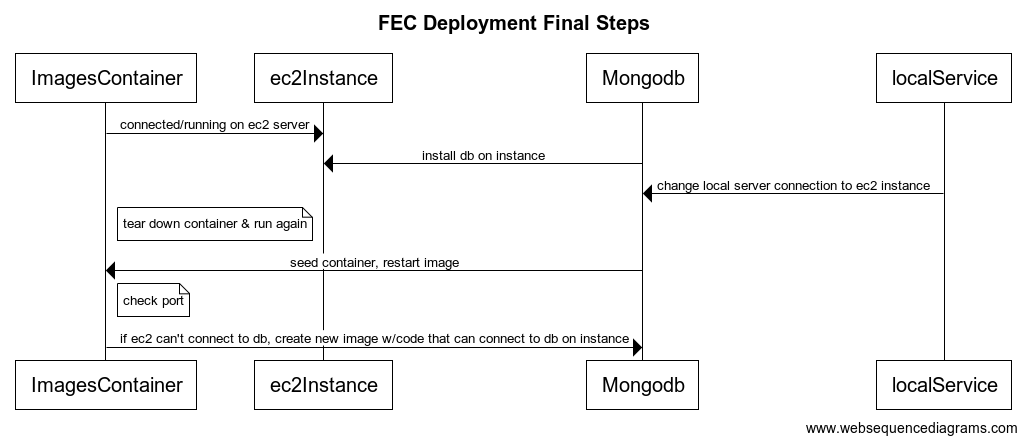 FEC Deployment Final Steps
ImagesContainer
ec2Instance
Mongodb
localService
connected/running on ec2 server
install db on instance
change local server connection to ec2 instance
tear down container & run again
seed container, restart image
check port
if ec2 can't connect to db, create new image w/code that can connect to db on instance
ImagesContainer
ec2Instance
Mongodb
localService
www.websequencediagrams.com